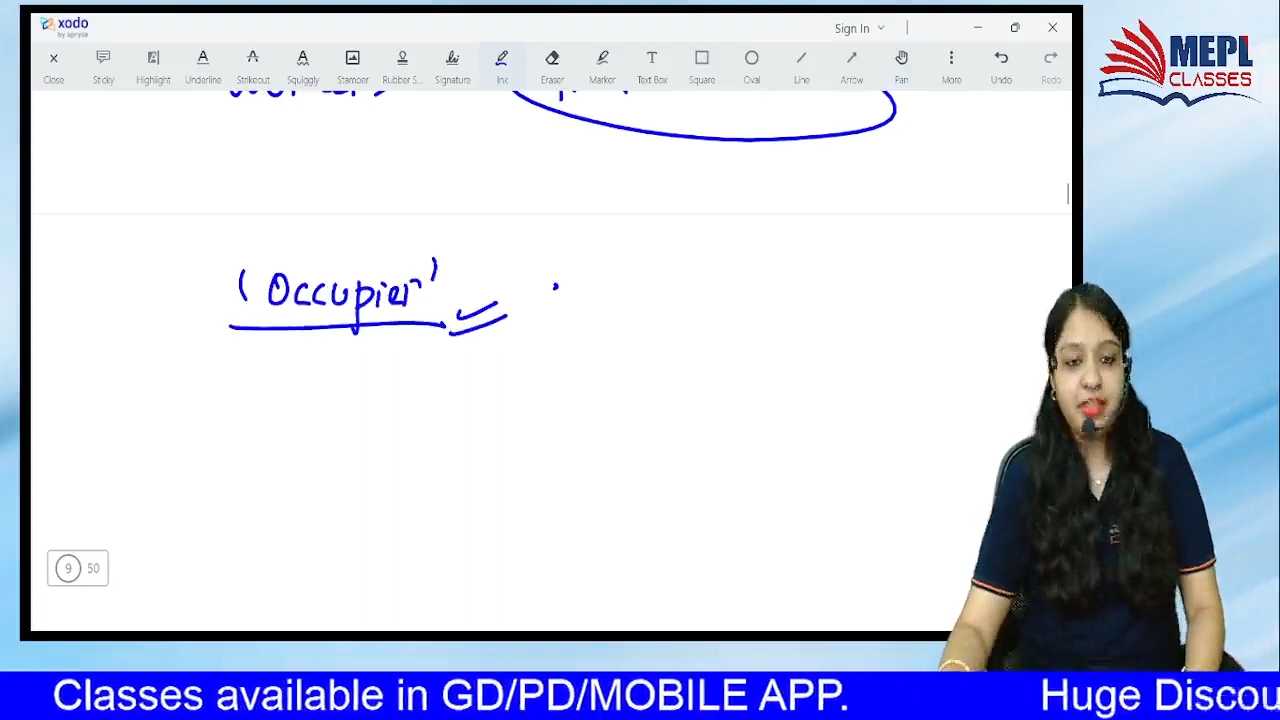 xodo
by apryse
Sign In
Close Sticky Highlight Underline Strikeout Squiggly Stamper Rubber S... Signature Ink Eraser Marker Text Box Square Oval Line Arrow Pan More Undo Redo
MEPL
CLASSES
(Occupier)
9 50
Classes available in GD/PD/MOBILE APP. Huge Discou